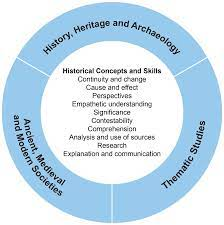 History, Heritage and Archaeology
Historical Concepts and Skills
Continuity and change
Cause and effect
Perspectives
Empathetic understanding
Significance
Contestability
Comprehension
Analysis and use of sources
Research
Explanation and communication
Ancient, Medieval
and Modern Societies
Thematic Studies